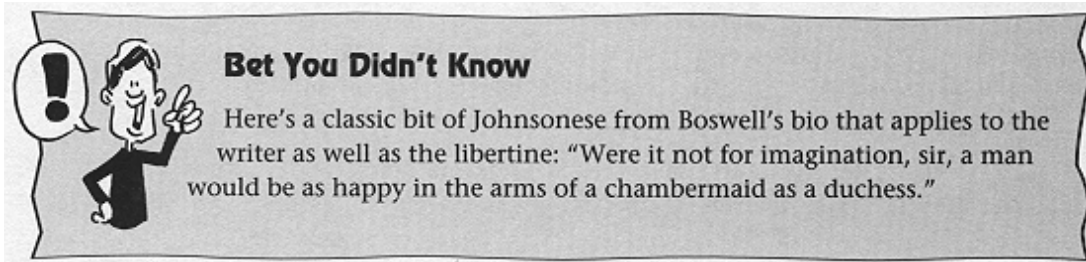 !
Bet You Didn't Know
Here's a classic bit of Johnsonese from Boswell's bio that applies to the
writer as well as the libertine: “Were it not for imagination, sir, a man
would be as happy in the arms of a chambermaid as a duchess.”